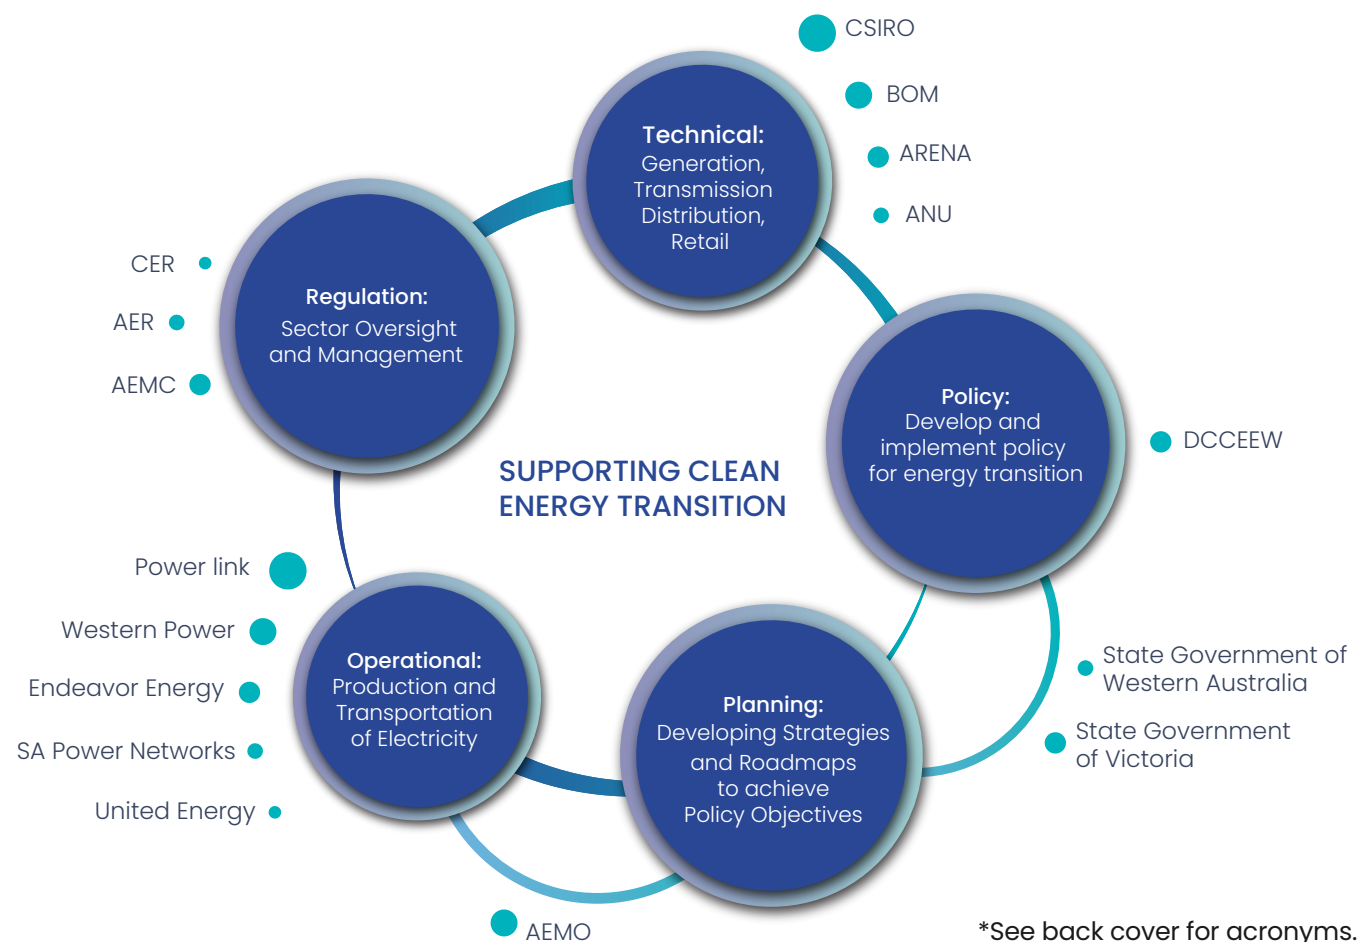 CSIRO
BOM
ARENA
ANU
Technical:
Generation,
Transmission
Distribution,
Retail
CER
AER
AEMC
Regulation:
Sector Oversight
and Management
Policy:
Develop and
implement policy
for energy transition
DCCEEW
SUPPORTING CLEAN
ENERGY TRANSITION
Power link
Western Power
Endeavor Energy
SA Power Networks
United Energy
Operational:
Production and
Transportation
of Electricity
Planning:
Developing Strategies
and Roadmaps
to achieve
Policy Objectives
State Government of
Western Australia
State Government
of Victoria
AEMO
*See back cover for acronyms.